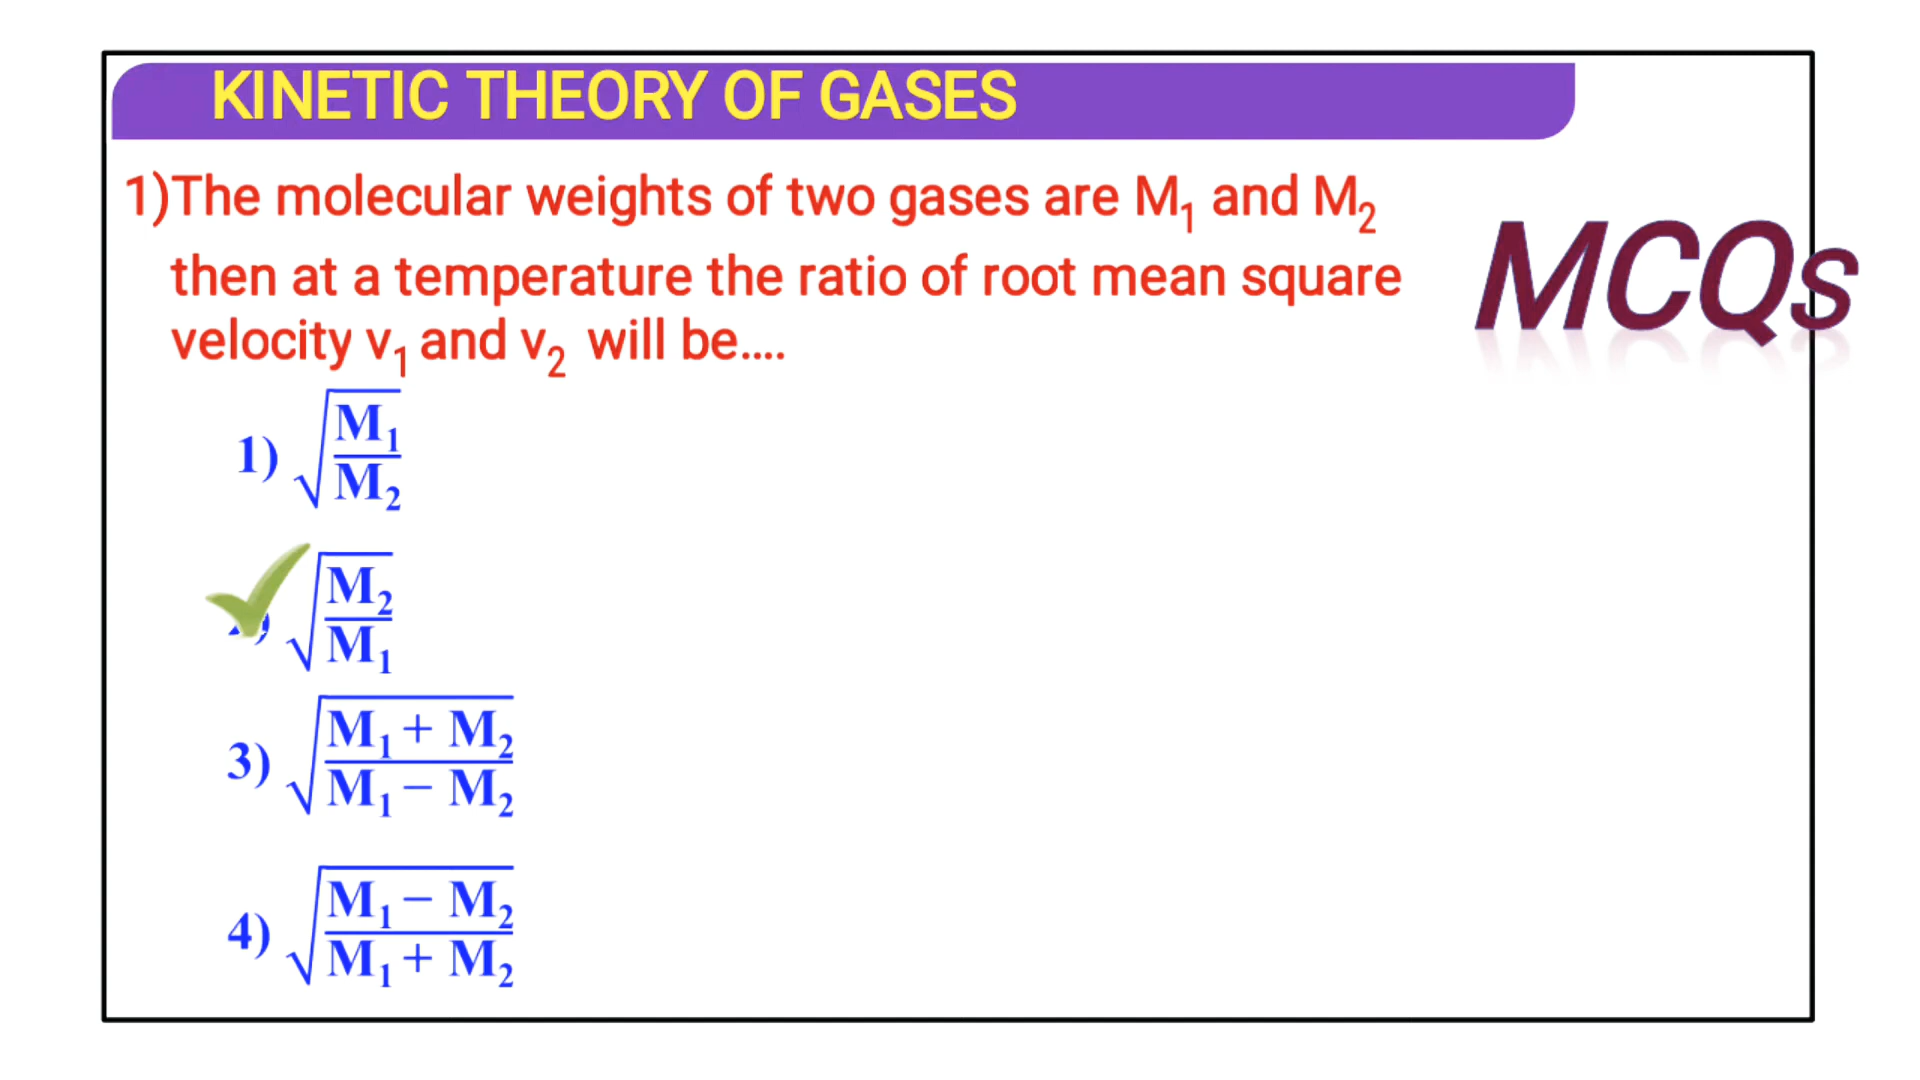 KINETIC THEORY OF GASES
1)The molecular weights of two gases are M₁ and M₂
then at a temperature the ratio of root mean square
velocity v₁ and v₂ will be....
MCQs
1) √(M₁/M₂)
√(M₂/M₁)
3) √((M₁ + M₂)/(M₁ − M₂))
4) √((M₁ − M₂)/(M₁ + M₂))